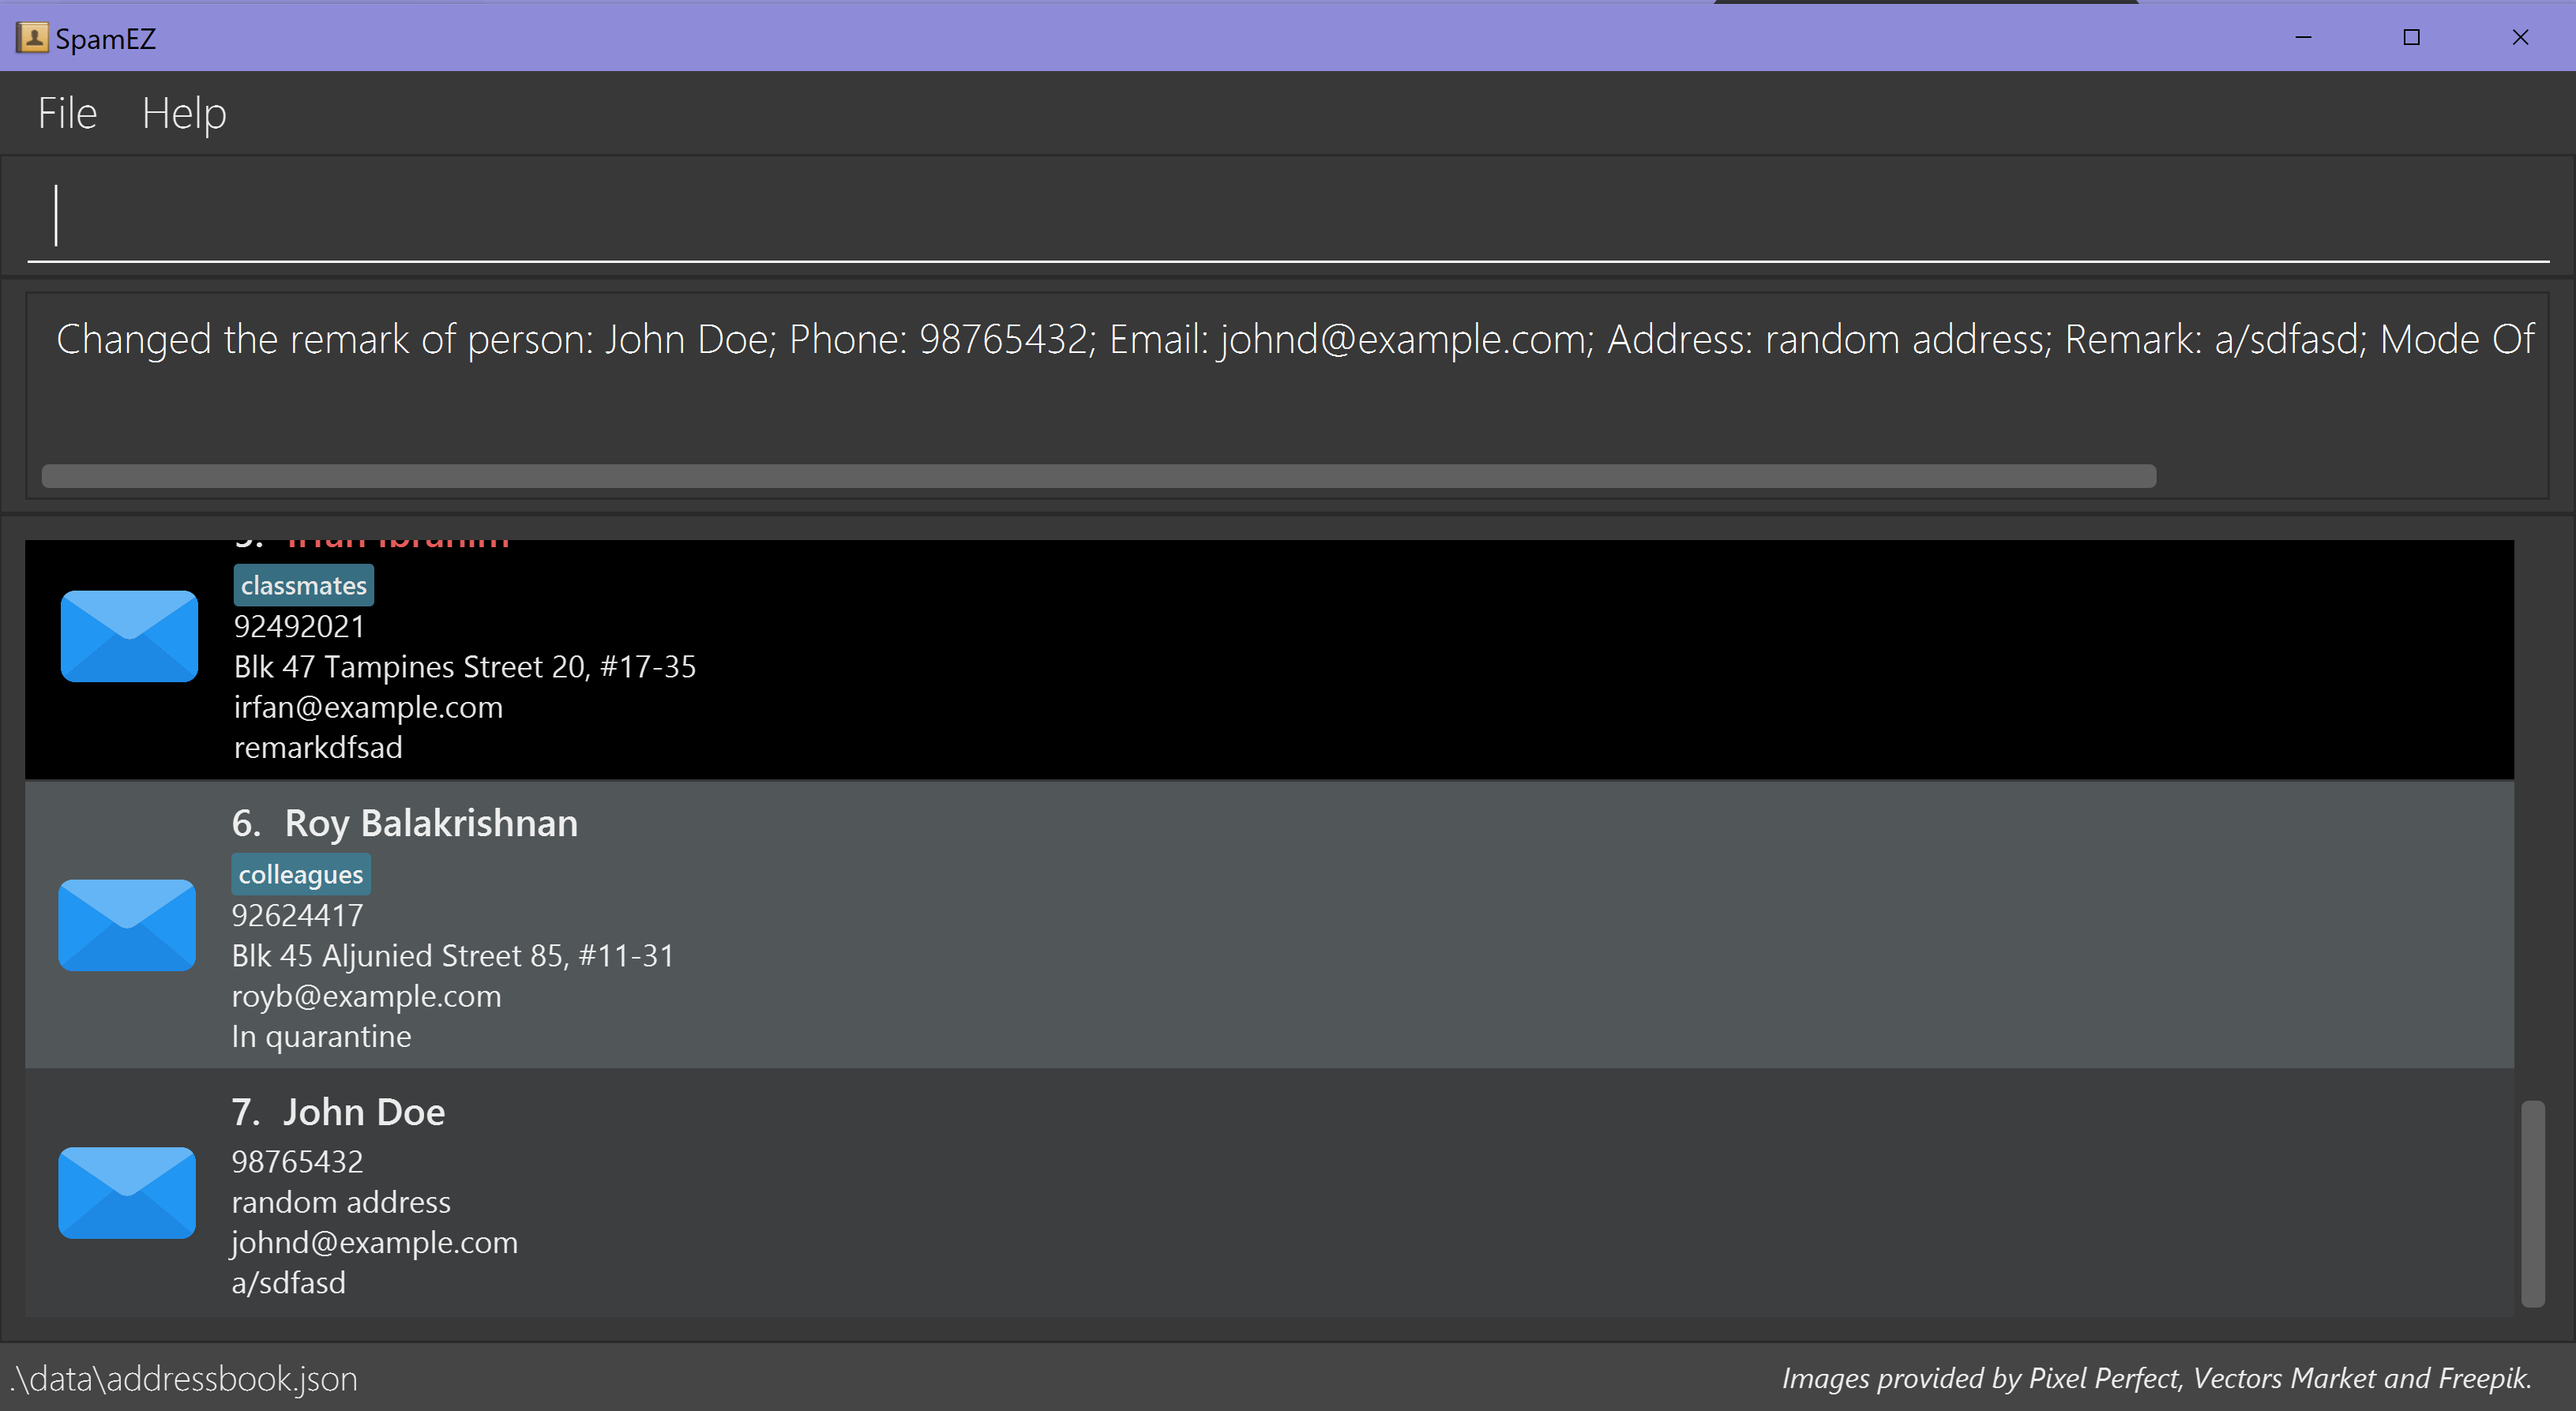 SpamEZ
File Help
Changed the remark of person: John Doe; Phone: 98765432; Email: johnd@example.com; Address: random address; Remark: a/sdfasd; Mode Of
5. Irfan Ibrahim
classmates
92492021
Blk 47 Tampines Street 20, #17-35
irfan@example.com
remarkdfsad
6. Roy Balakrishnan
colleagues
92624417
Blk 45 Aljunied Street 85, #11-31
royb@example.com
In quarantine
7. John Doe
98765432
random address
johnd@example.com
a/sdfasd
.\data\addressbook.json
Images provided by Pixel Perfect, Vectors Market and Freepik.